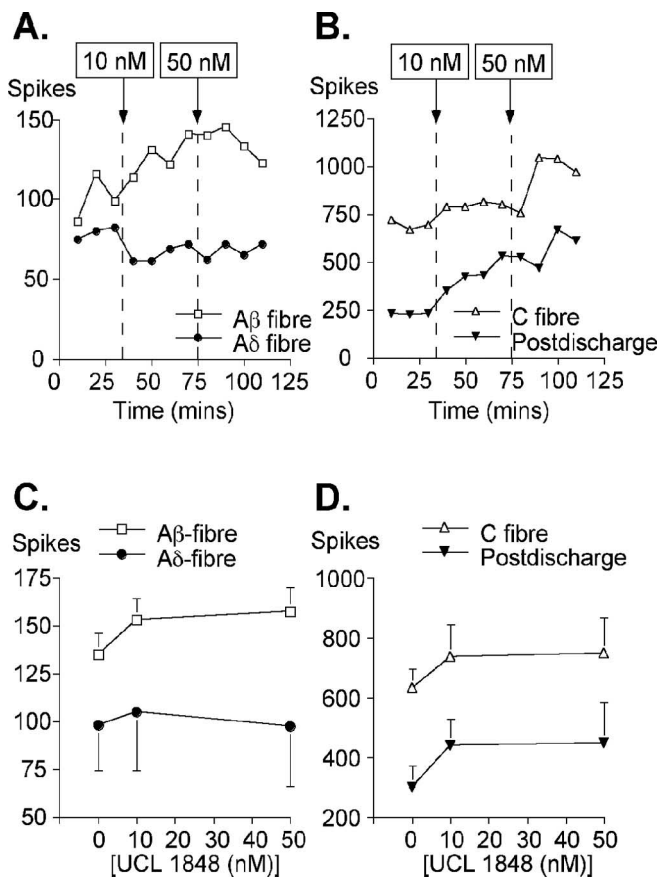 A.
10 nM 50 nM
Spikes
150
100
50
0
Aβ fibre
Aδ fibre
0 25 50 75 100 125
Time (mins)
B.
10 nM 50 nM
Spikes
1250
1000
750
500
250
0
C fibre
Postdischarge
0 25 50 75 100 125
Time (mins)
C.
Aβ-fibre
Aδ-fibre
Spikes
175
150
125
100
75
50
0 10 20 30 40 50
[UCL 1848 (nM)]
D.
C fibre
Postdischarge
Spikes
1000
800
600
400
200
0 10 20 30 40 50
[UCL 1848 (nM)]